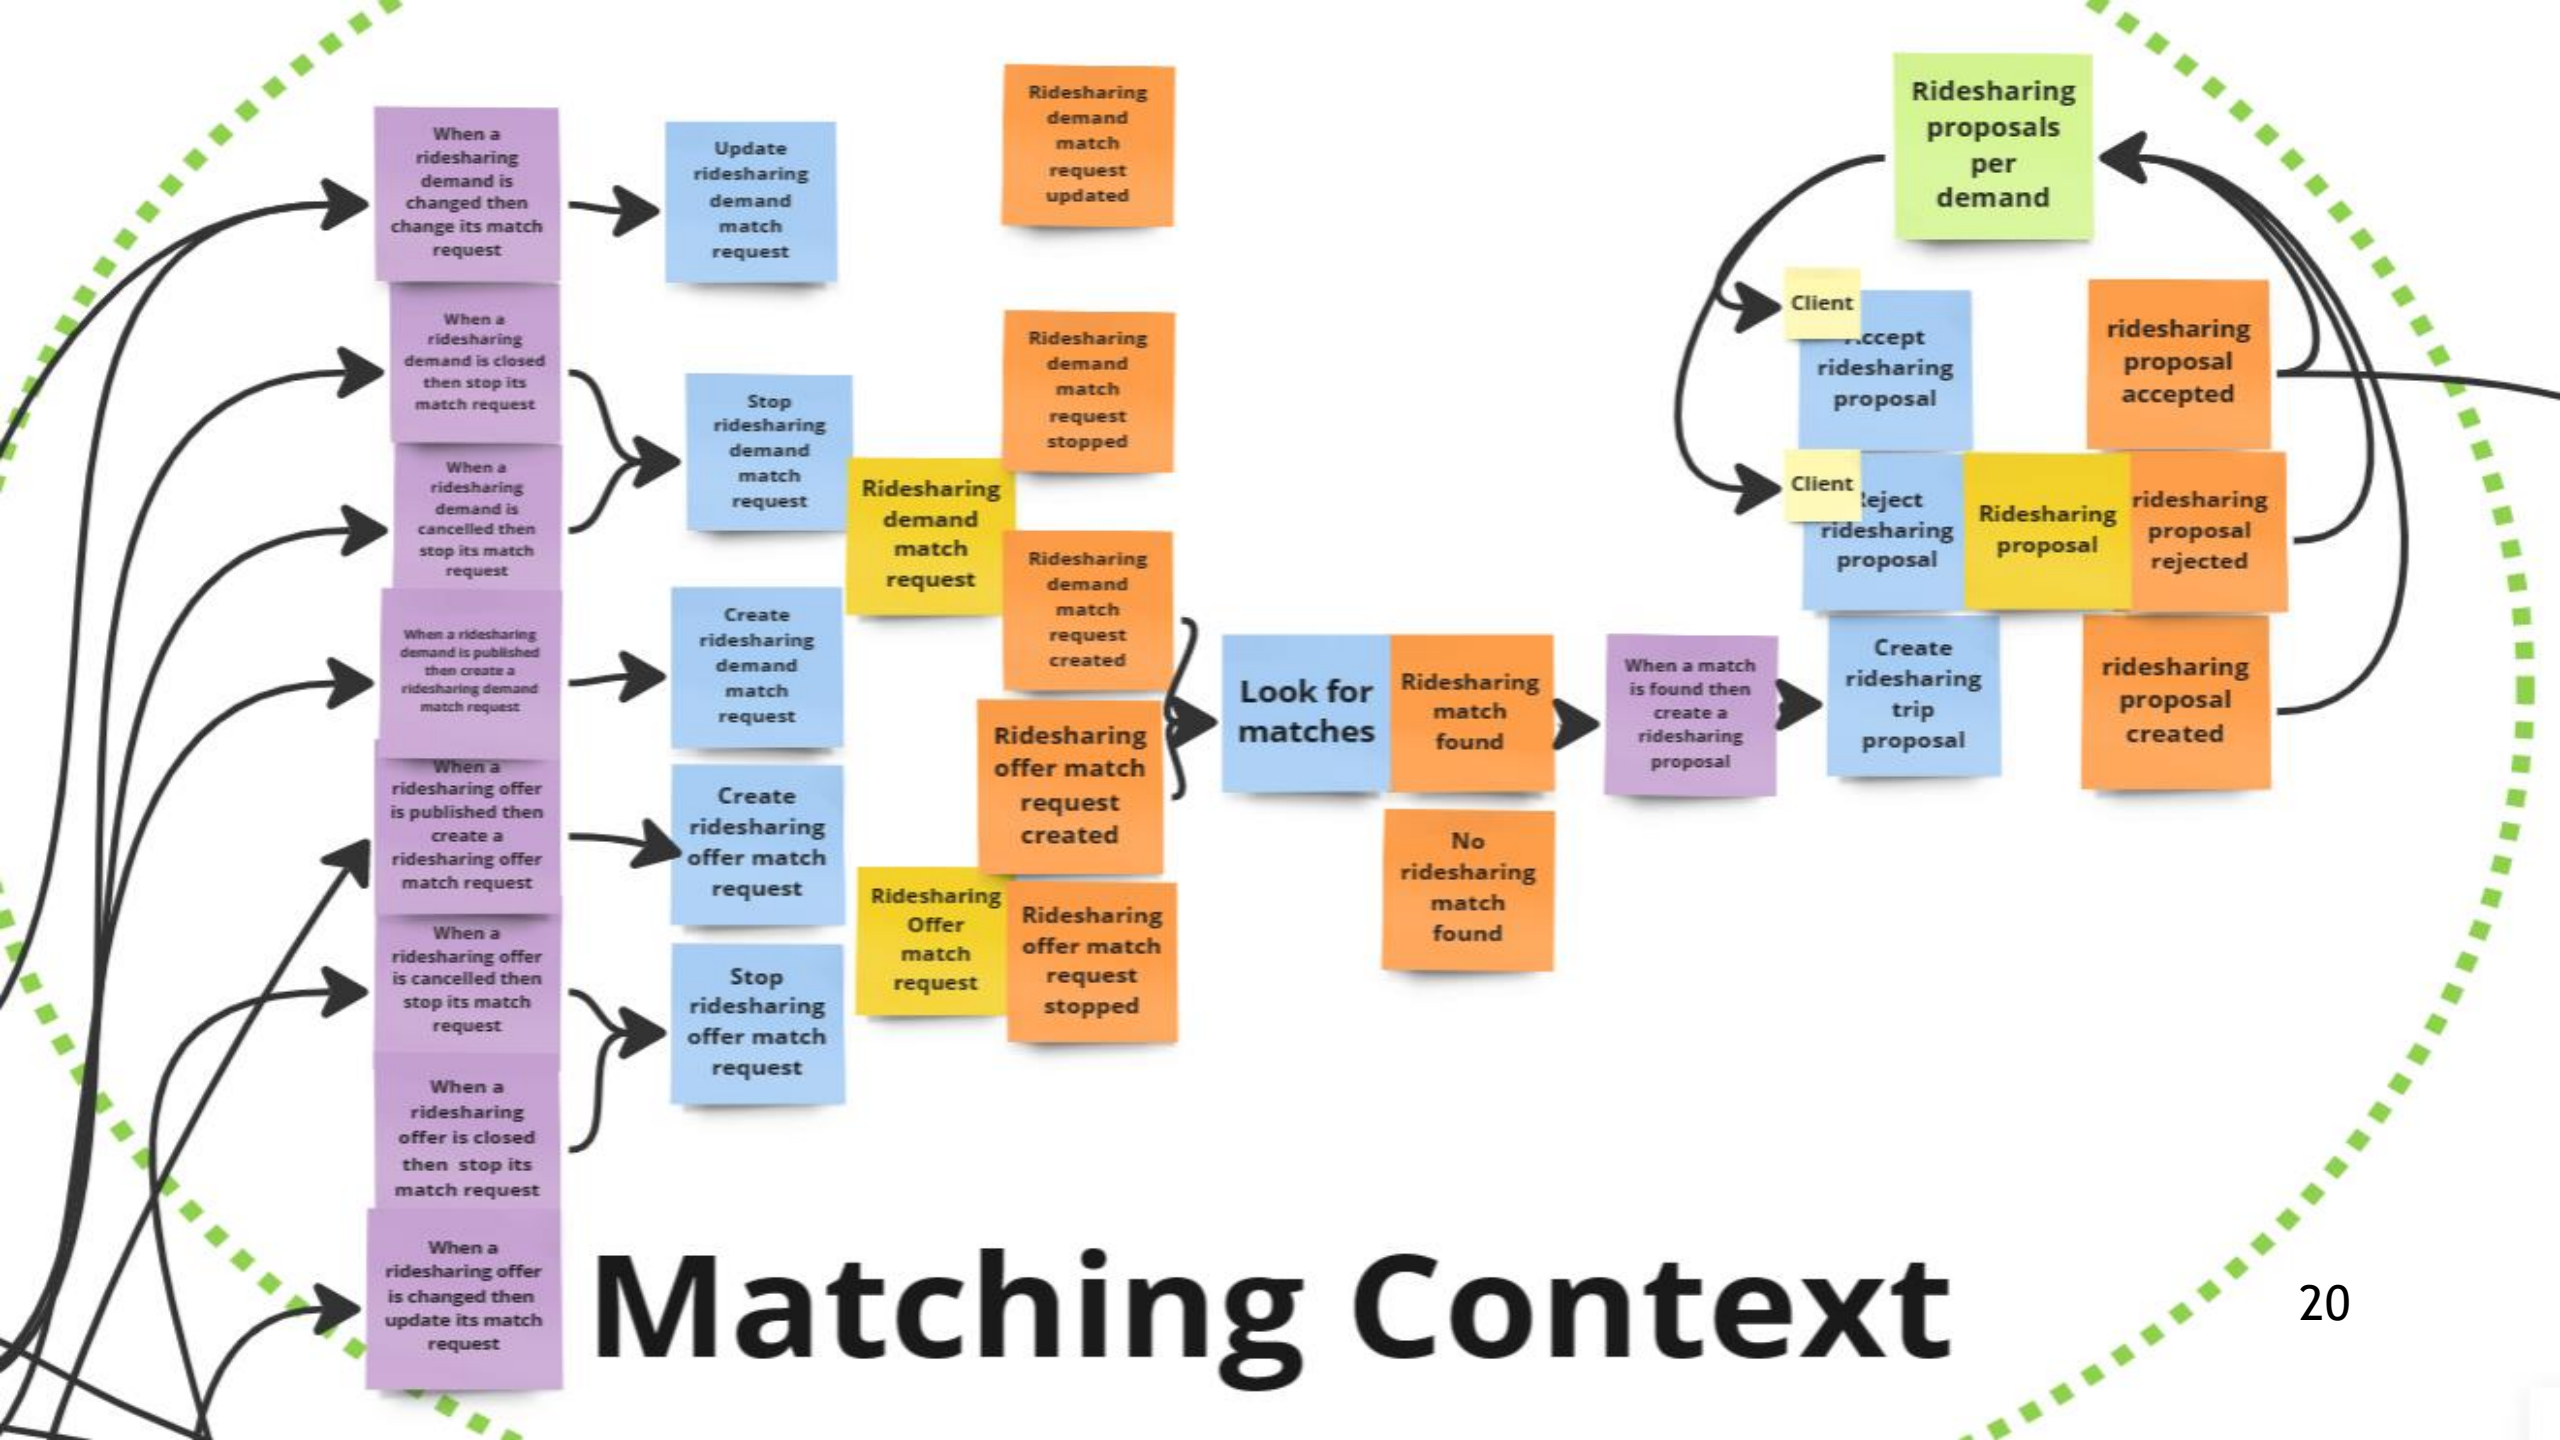 When a
ridesharing
demand is
changed then
change its match
request
When a
ridesharing
demand is closed
then stop its
match request
When a
ridesharing
demand is
cancelled then
stop its match
request
When a ridesharing
demand is published
then create a
ridesharing demand
match request
When a
ridesharing offer
is published then
create a
ridesharing offer
match request
When a
ridesharing offer
is cancelled then
stop its match
request
When a
ridesharing
offer is closed
then stop its
match request
When a
ridesharing offer
is changed then
update its match
request
Update
ridesharing
demand
match
request
Stop
ridesharing
demand
match
request
Create
ridesharing
demand
match
request
Create
ridesharing
offer match
request
Stop
ridesharing
offer match
request
Ridesharing
demand
match
request
Ridesharing
Offer
match
request
Ridesharing
demand
match
request
updated
Ridesharing
demand
match
request
stopped
Ridesharing
demand
match
request
created
Ridesharing
offer match
request
created
Ridesharing
offer match
request
stopped
Look for
matches
Ridesharing
match
found
No
ridesharing
match
found
When a match
is found then
create a
ridesharing
proposal
Ridesharing
proposals
per
demand
Client
Accept
ridesharing
proposal
Client
Reject
ridesharing
proposal
Create
ridesharing
trip
proposal
Ridesharing
proposal
ridesharing
proposal
accepted
ridesharing
proposal
rejected
ridesharing
proposal
created
Matching Context
20